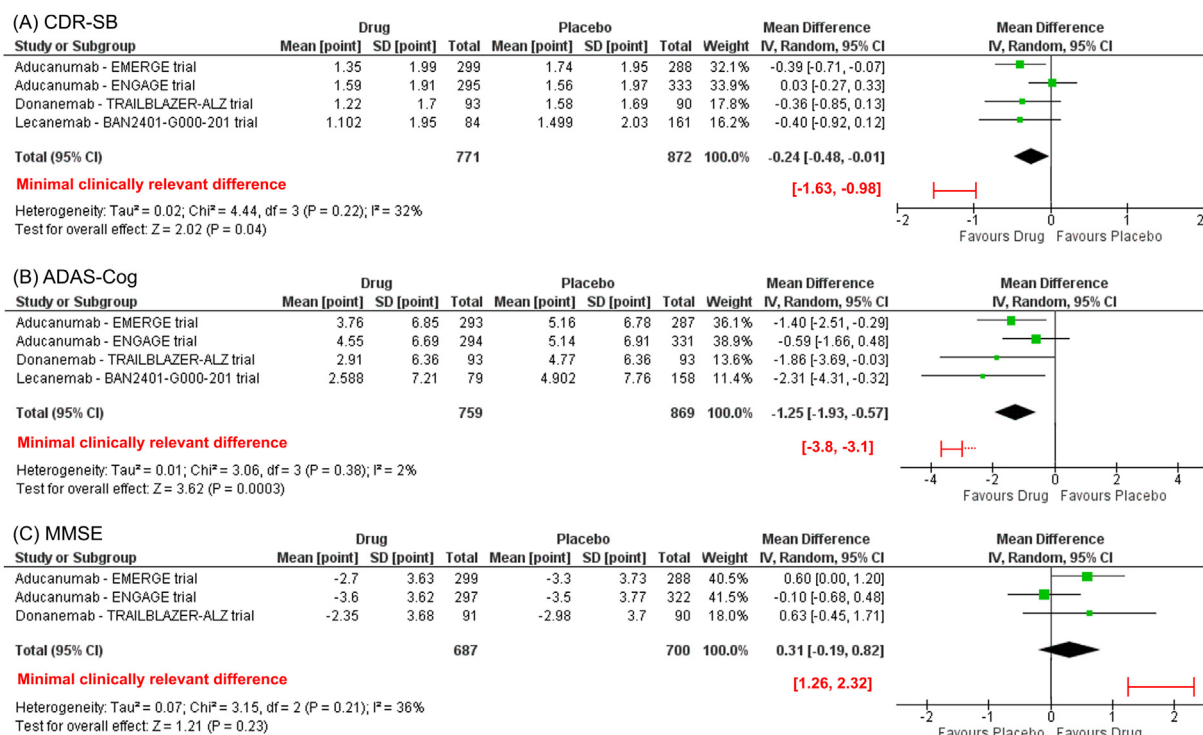 (A) CDR-SB
Drug Placebo Mean Difference Mean Difference
Study or Subgroup Mean [point] SD [point] Total Mean [point] SD [point] Total Weight IV, Random, 95% CI IV, Random, 95% CI
Aducanumab - EMERGE trial 1.35 1.99 299 1.74 1.95 288 32.1% -0.39 [-0.71, -0.07]
Aducanumab - ENGAGE trial 1.59 1.91 295 1.56 1.97 333 33.9% 0.03 [-0.27, 0.33]
Donanemab - TRAILBLAZER-ALZ trial 1.22 1.7 93 1.58 1.69 90 17.8% -0.36 [-0.85, 0.13]
Lecanemab - BAN2401-G000-201 trial 1.102 1.95 84 1.499 2.03 161 16.2% -0.40 [-0.92, 0.12]
Total (95% CI) 771 872 100.0% -0.24 [-0.48, -0.01]
Minimal clinically relevant difference [-1.63, -0.98]
Heterogeneity: Tau² = 0.02; Chi² = 4.44, df = 3 (P = 0.22); I² = 32%
Test for overall effect: Z = 2.02 (P = 0.04)
-2 -1 0 1 2
Favours Drug Favours Placebo
(B) ADAS-Cog
Drug Placebo Mean Difference Mean Difference
Study or Subgroup Mean [point] SD [point] Total Mean [point] SD [point] Total Weight IV, Random, 95% CI IV, Random, 95% CI
Aducanumab - EMERGE trial 3.76 6.85 293 5.16 6.78 287 36.1% -1.40 [-2.51, -0.29]
Aducanumab - ENGAGE trial 4.55 6.69 294 5.14 6.91 331 38.9% -0.59 [-1.66, 0.48]
Donanemab - TRAILBLAZER-ALZ trial 2.91 6.36 93 4.77 6.36 93 13.6% -1.86 [-3.69, -0.03]
Lecanemab - BAN2401-G000-201 trial 2.588 7.21 79 4.902 7.76 158 11.4% -2.31 [-4.31, -0.32]
Total (95% CI) 759 869 100.0% -1.25 [-1.93, -0.57]
Minimal clinically relevant difference [-3.8, -3.1]
Heterogeneity: Tau² = 0.01; Chi² = 3.06, df = 3 (P = 0.38); I² = 2%
Test for overall effect: Z = 3.62 (P = 0.0003)
-4 -2 0 2 4
Favours Drug Favours Placebo
(C) MMSE
Drug Placebo Mean Difference Mean Difference
Study or Subgroup Mean [point] SD [point] Total Mean [point] SD [point] Total Weight IV, Random, 95% CI IV, Random, 95% CI
Aducanumab - EMERGE trial -2.7 3.63 299 -3.3 3.73 288 40.5% 0.60 [0.00, 1.20]
Aducanumab - ENGAGE trial -3.6 3.62 297 -3.5 3.77 322 41.5% -0.10 [-0.68, 0.48]
Donanemab - TRAILBLAZER-ALZ trial -2.35 3.68 91 -2.98 3.7 90 18.0% 0.63 [-0.45, 1.71]
Total (95% CI) 687 700 100.0% 0.31 [-0.19, 0.82]
Minimal clinically relevant difference [1.26, 2.32]
Heterogeneity: Tau² = 0.07; Chi² = 3.15, df = 2 (P = 0.21); I² = 36%
Test for overall effect: Z = 1.21 (P = 0.23)
-2 -1 0 1 2
Favours Placebo Favours Drug